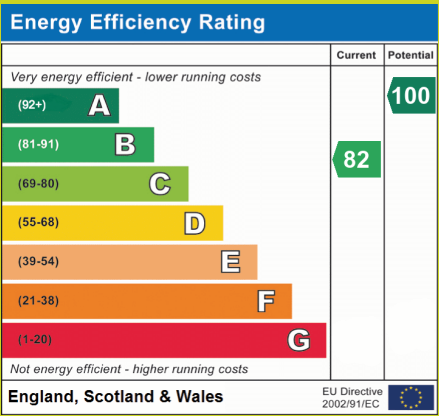 Energy Efficiency Rating
Current Potential
Very energy efficient - lower running costs
(92+) A
100
(81-91) B
82
(69-80) C
(55-68) D
(39-54) E
(21-38) F
(1-20) G
Not energy efficient - higher running costs
England, Scotland & Wales
EU Directive
2002/91/EC